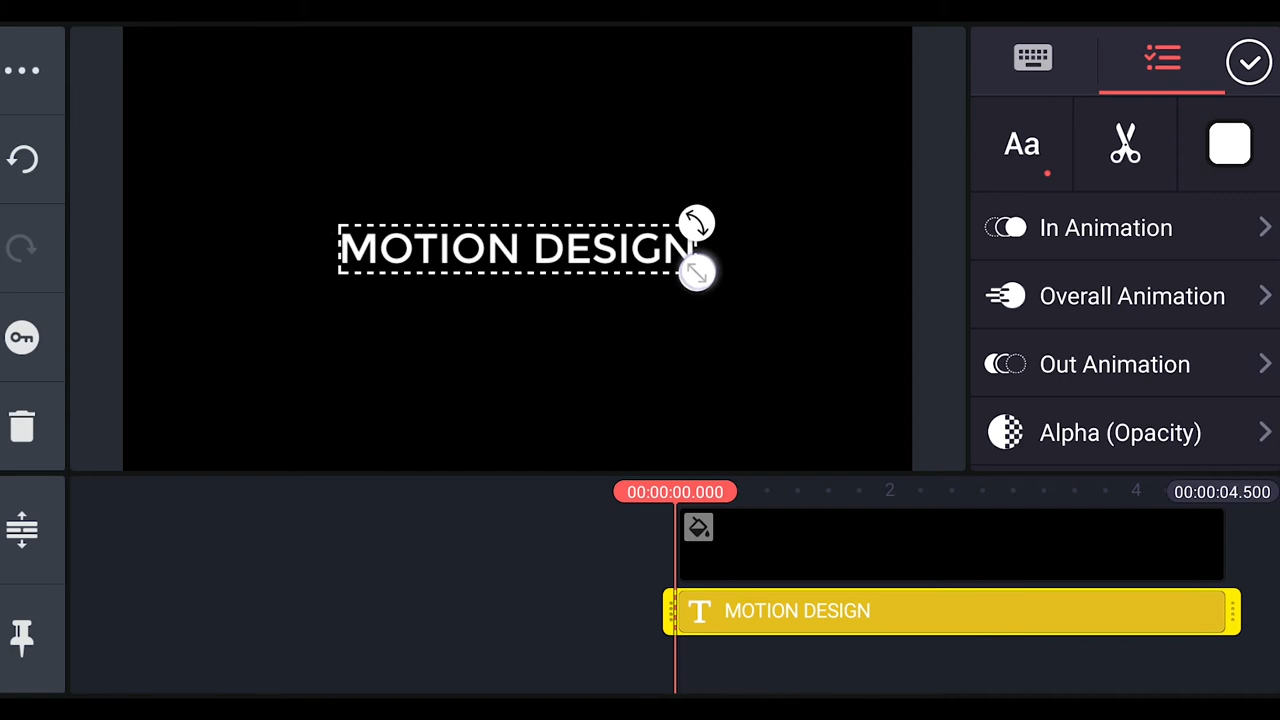 MOTION DESIGN
Aa
In Animation
Overall Animation
Out Animation
Alpha (Opacity)
00:00:00.000
2
4
00:00:04.500
T MOTION DESIGN